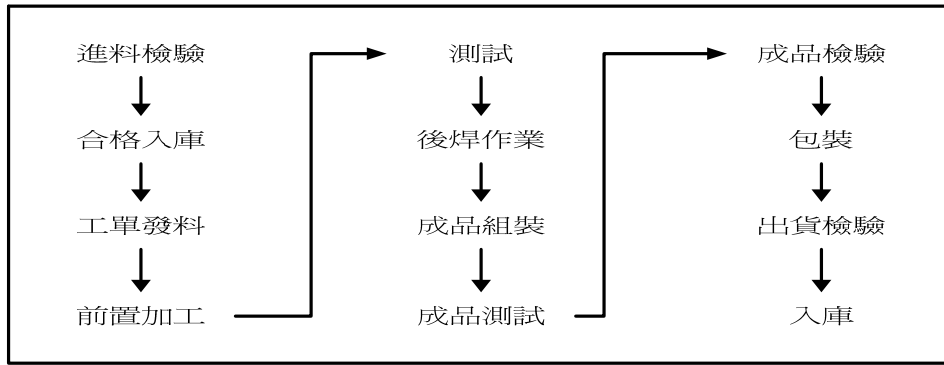 進料檢驗
合格入庫
工單發料
前置加工
測試
後焊作業
成品組裝
成品測試
成品檢驗
包裝
出貨檢驗
入庫